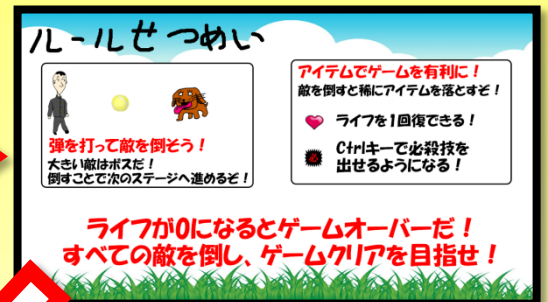 ルールせつめい
弾を打って敵を倒そう！
大きい敵はボスだ！
倒すことで次のステージへ進めるぞ！
アイテムでゲームを有利に！
敵を倒すと稀にアイテムを落とすぞ！
ライフを1回復できる！
Ctrlキーで必殺技を
出せるようになる！
ライフが0になるとゲームオーバーだ！
すべての敵を倒し、ゲームクリアを目指せ！